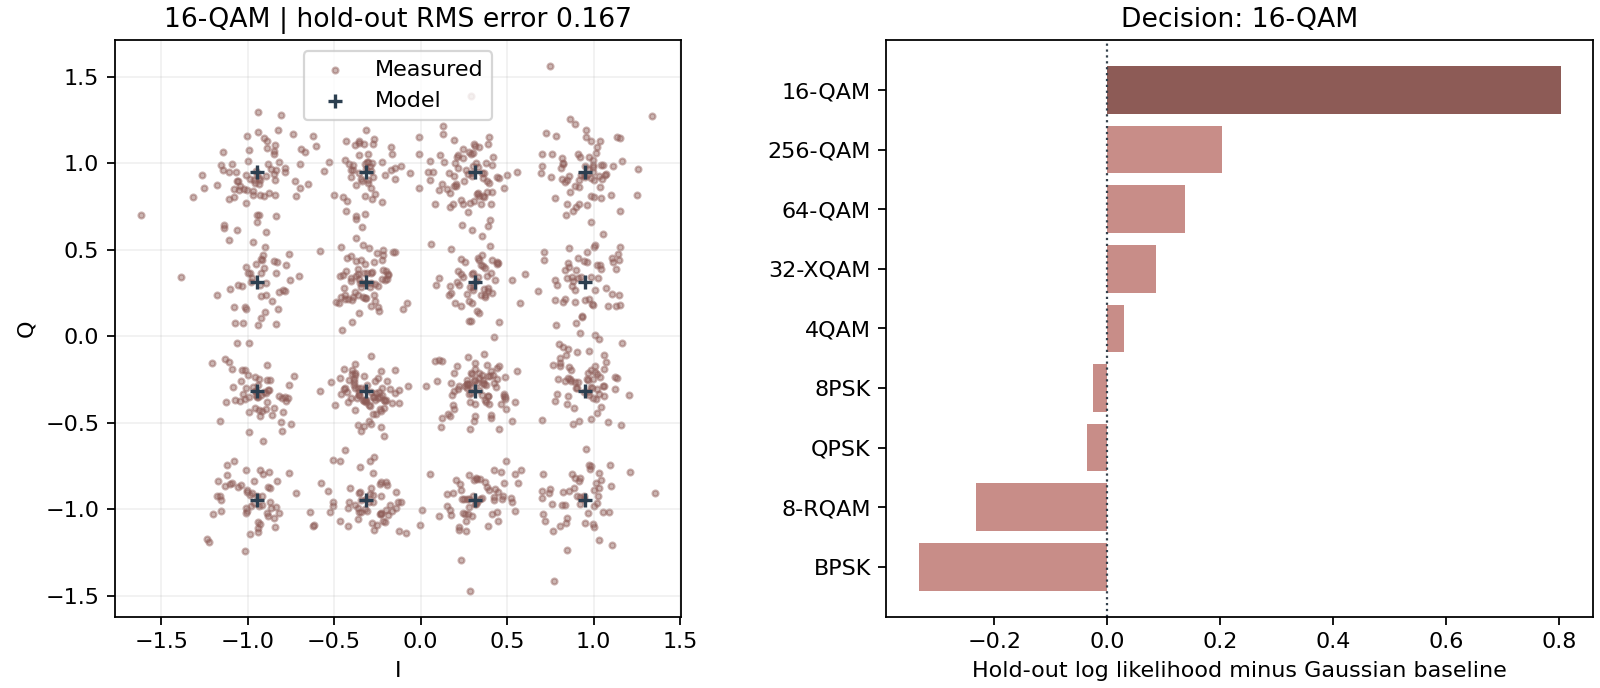 16-QAM | hold-out RMS error 0.167
Measured
Model
1.5
1.0
0.5
0.0
−0.5
−1.0
−1.5
Q
−1.5
−1.0
−0.5
0.0
0.5
1.0
1.5
I
Decision: 16-QAM
16-QAM
256-QAM
64-QAM
32-XQAM
4QAM
8PSK
QPSK
8-RQAM
BPSK
−0.2
0.0
0.2
0.4
0.6
0.8
Hold-out log likelihood minus Gaussian baseline